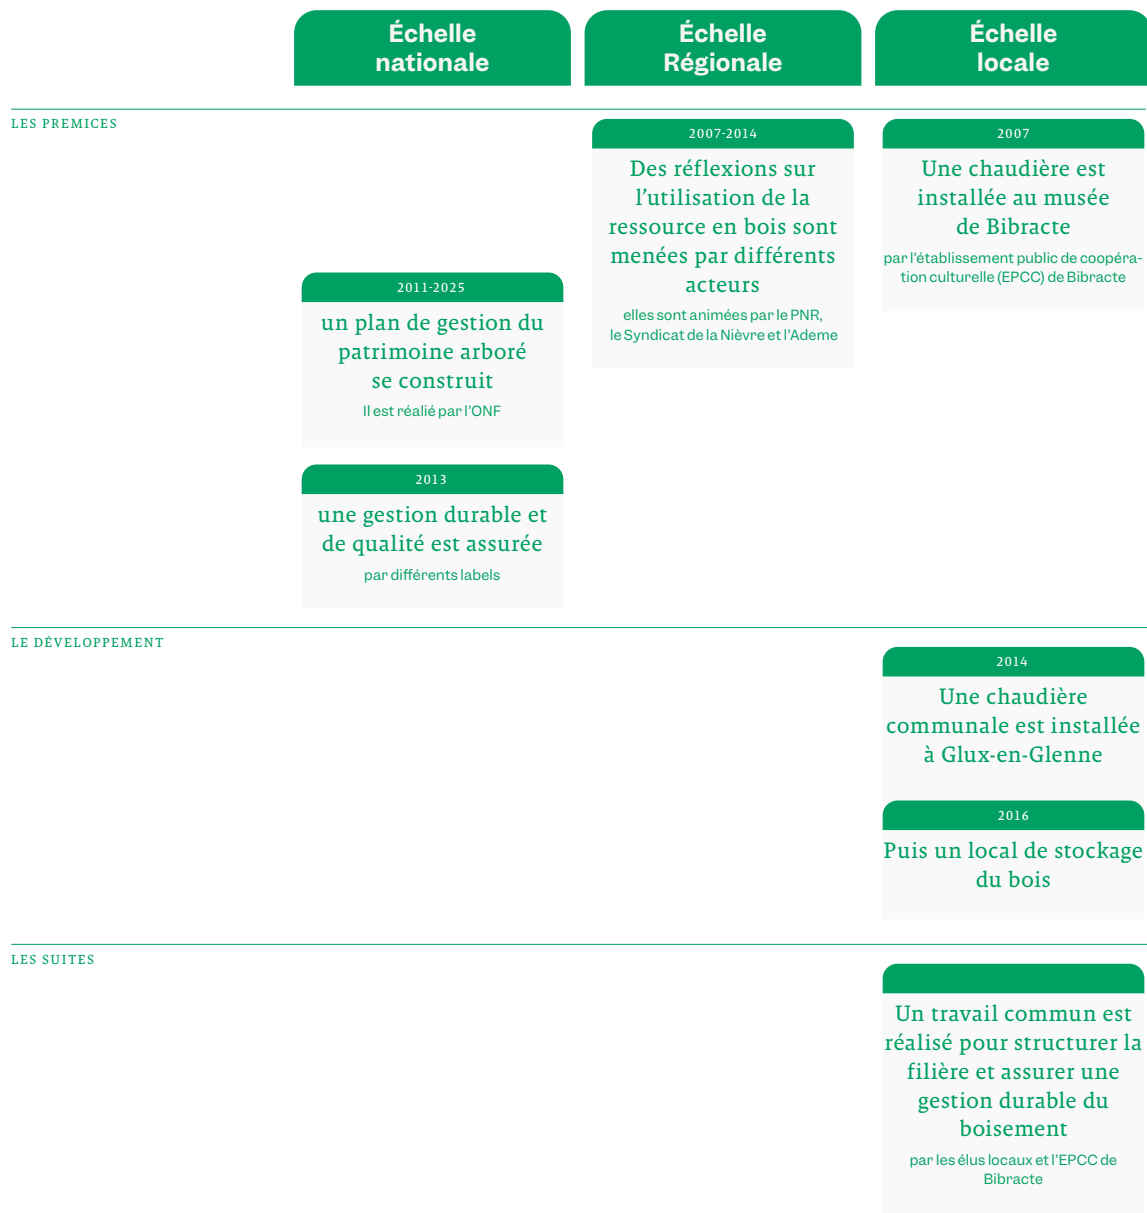 Échelle
nationale
Échelle
Régionale
Échelle
locale
LES PREMICES
2011-2025
un plan de gestion du
patrimoine arboré
se construit
Il est réalié par l'ONF
2013
une gestion durable et
de qualité est assurée
par différents labels
2007-2014
Des réflexions sur
l'utilisation de la
ressource en bois sont
menées par différents
acteurs
elles sont animées par le PNR,
le Syndicat de la Nièvre et l'Ademe
2007
Une chaudière est
installée au musée
de Bibracte
par l'établissement public de coopéra-
tion culturelle (EPCC) de Bibracte
LE DÉVELOPPEMENT
2014
Une chaudière
communale est installée
à Glux-en-Glenne
2016
Puis un local de stockage
du bois
LES SUITES
Un travail commun est
réalisé pour structurer la
filière et assurer une
gestion durable du
boisement
par les élus locaux et l'EPCC de
Bibracte